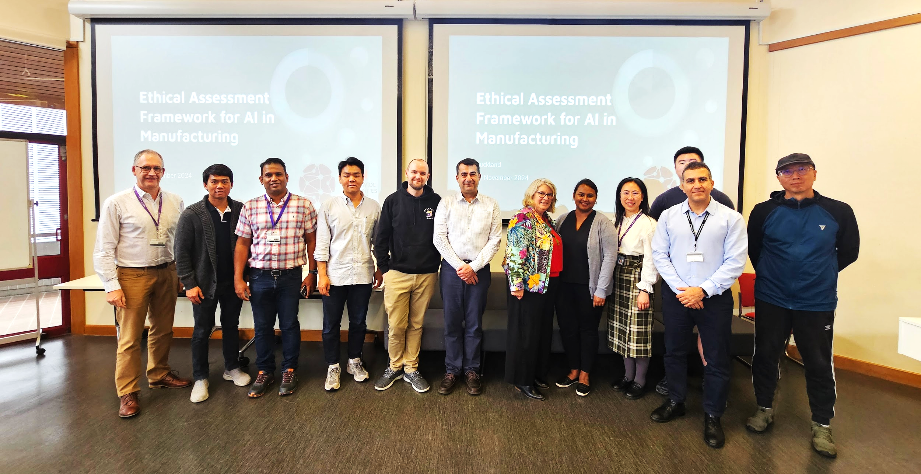 Ethical Assessment
Framework for AI in
Manufacturing
Ethical Assessment
Framework for AI in
Manufacturing